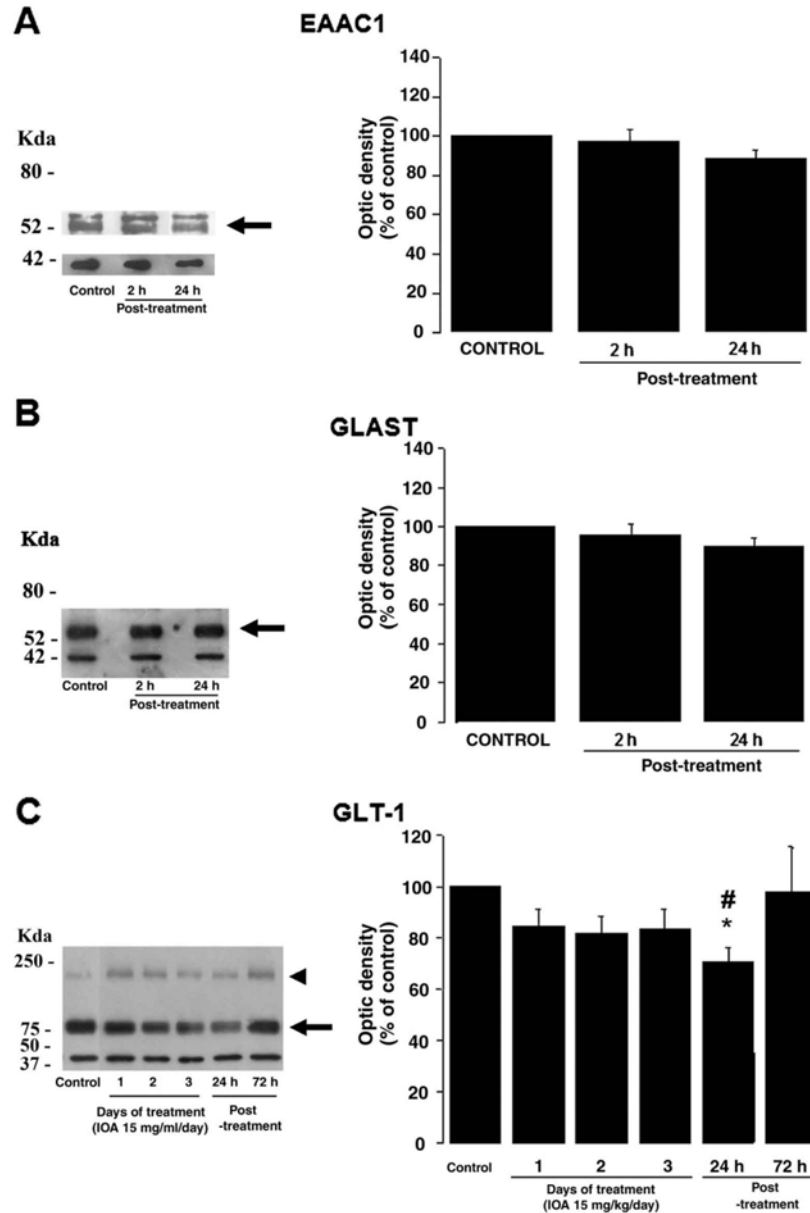 A
EAAC1
Kda
80 -
52 -
42 -
Control 2 h 24 h
Post-treatment
Optic density
(% of control)
140
120
100
80
60
40
20
0
CONTROL 2 h 24 h
Post-treatment
B
GLAST
Kda
80 -
52 -
42 -
Control 2 h 24 h
Post-treatment
Optic density
(% of control)
140
120
100
80
60
40
20
0
CONTROL 2 h 24 h
Post-treatment
C
GLT-1
Kda
250 -
75 -
50 -
37 -
Control 1 2 3 24 h 72 h
Days of treatment
(IOA 15 mg/ml/day)
Post
-treatment
Optic density
(% of control)
120
100
80
60
40
20
0
#
*
Control 1 2 3 24 h 72 h
Days of treatment
(IOA 15 mg/kg/day)
Post
-treatment